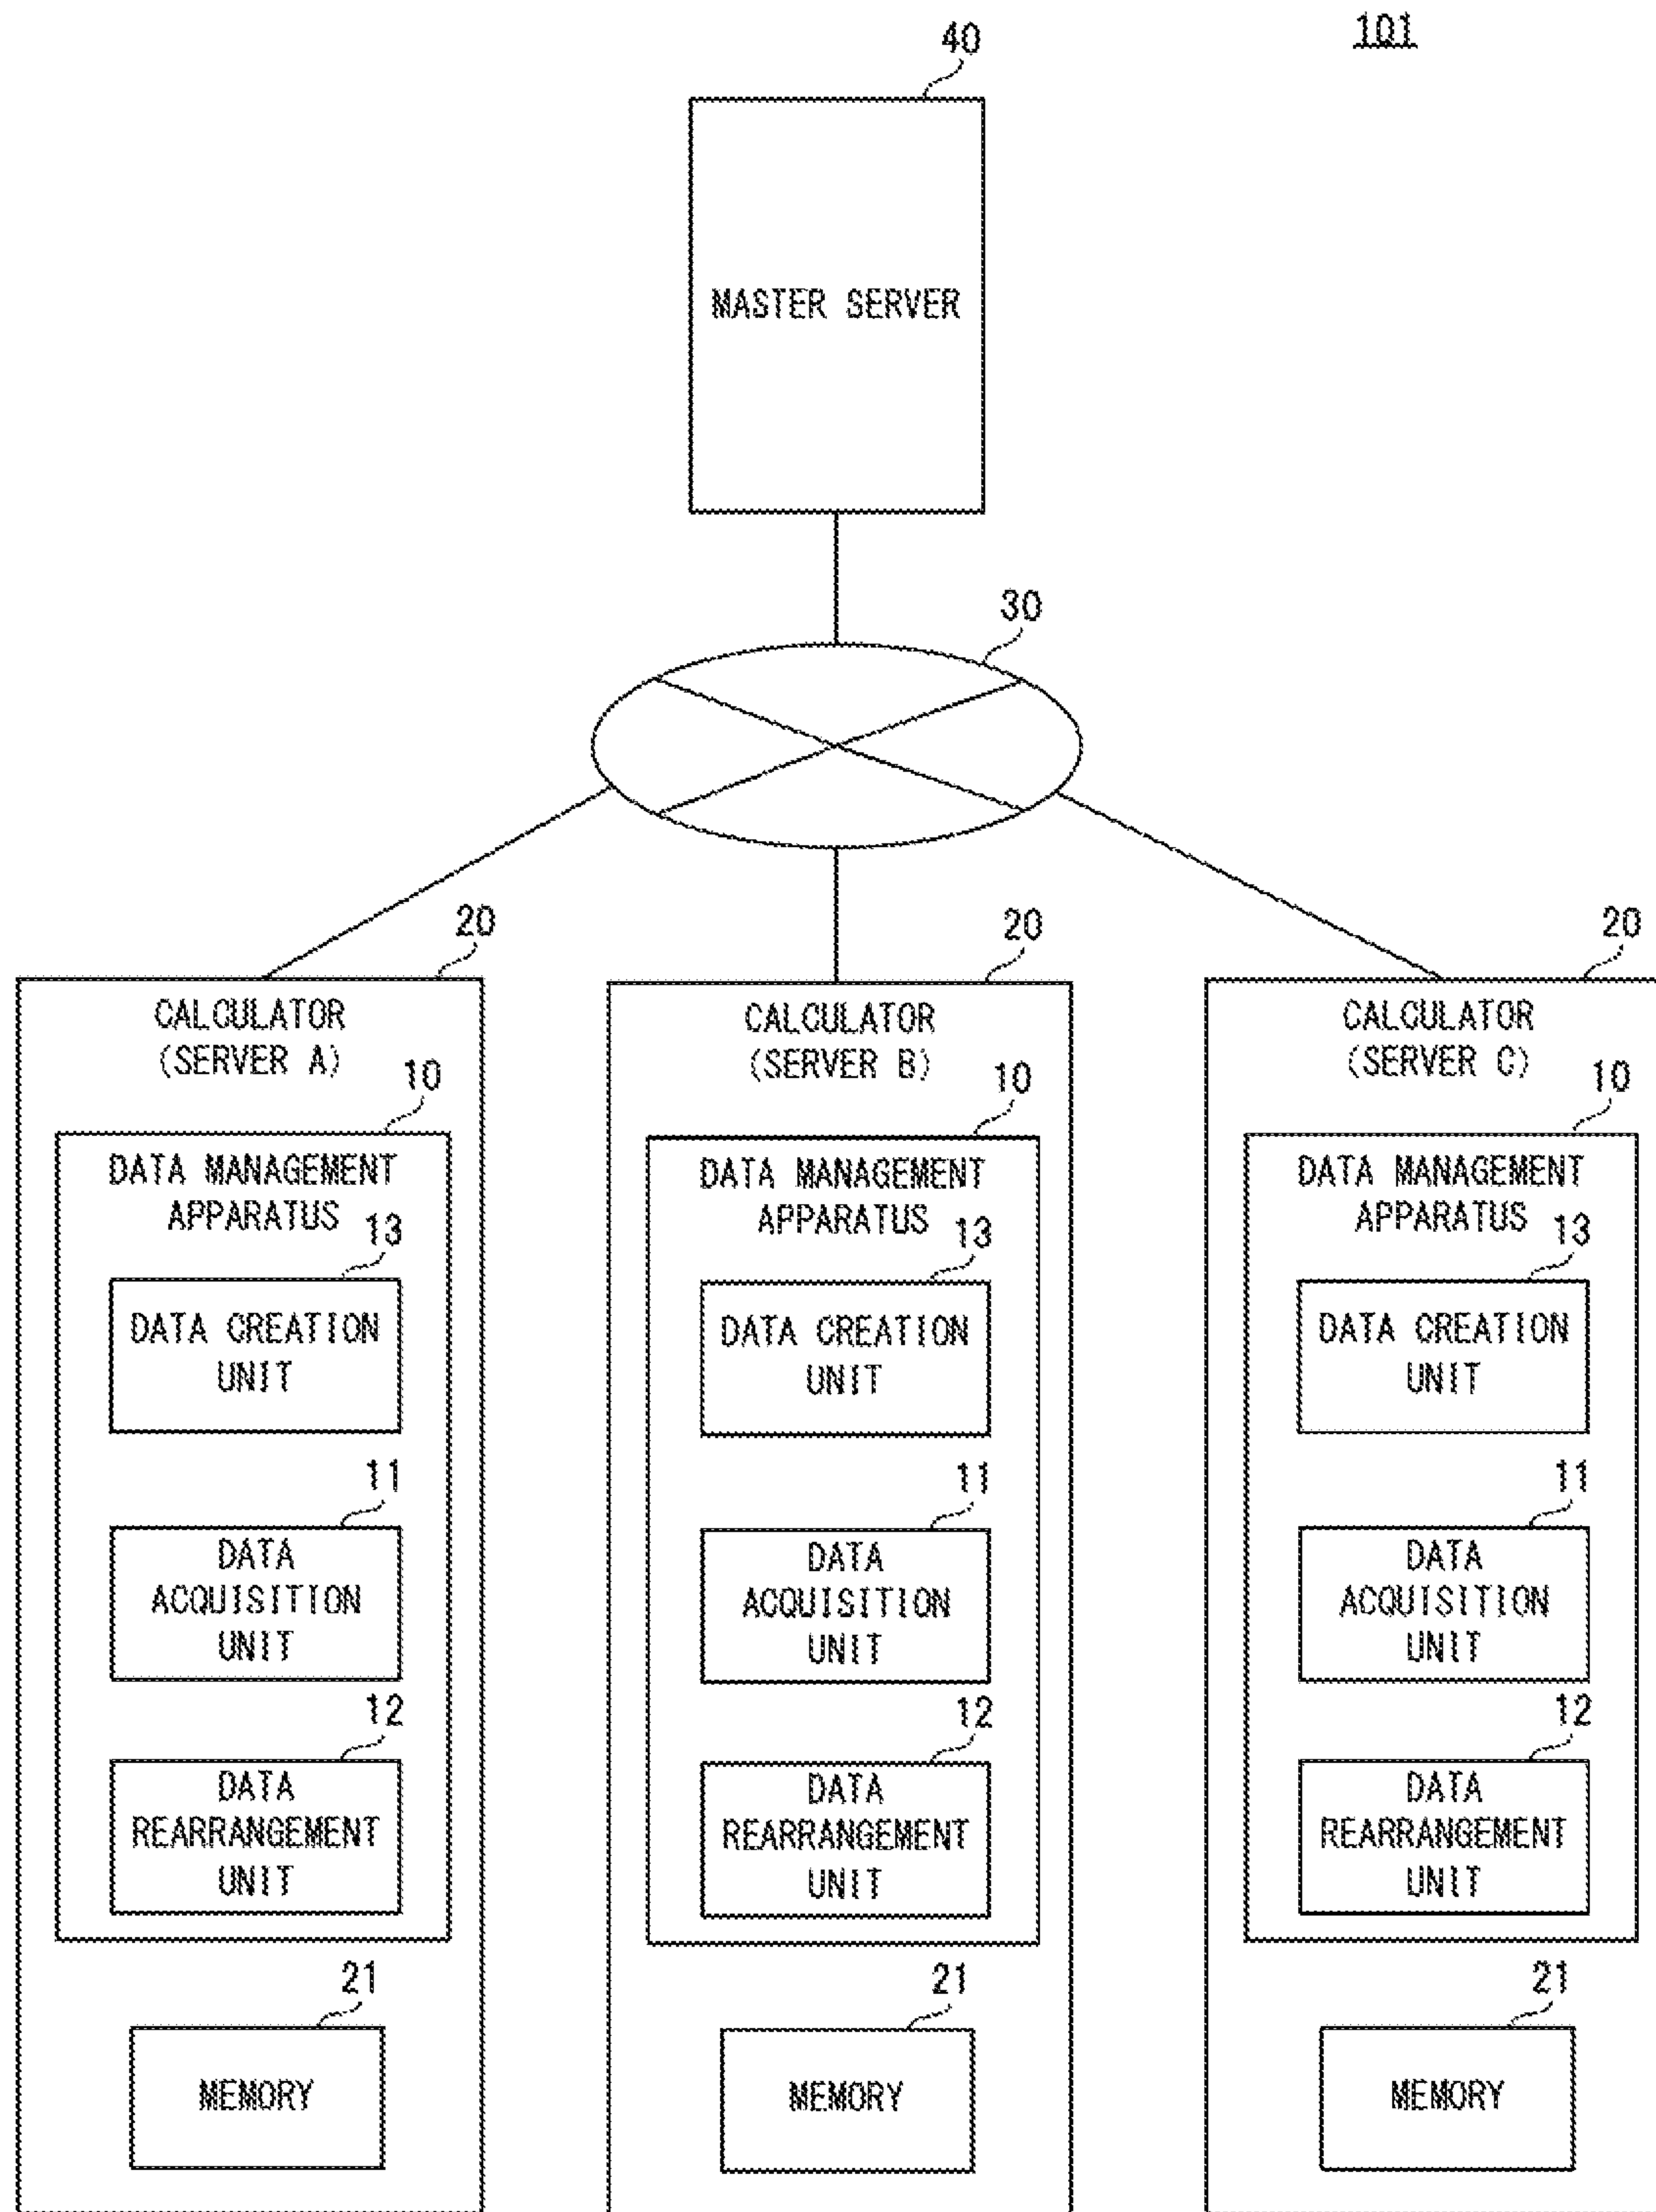 101
40
MASTER SERVER
30
20
CALCULATOR
(SERVER A)
10
DATA MANAGEMENT
APPARATUS
13
DATA CREATION
UNIT
11
DATA
ACQUISITION
UNIT
12
DATA
REARRANGEMENT
UNIT
21
MEMORY
20
CALCULATOR
(SERVER B)
10
DATA MANAGEMENT
APPARATUS
13
DATA CREATION
UNIT
11
DATA
ACQUISITION
UNIT
12
DATA
REARRANGEMENT
UNIT
21
MEMORY
20
CALCULATOR
(SERVER C)
10
DATA MANAGEMENT
APPARATUS
13
DATA CREATION
UNIT
11
DATA
ACQUISITION
UNIT
12
DATA
REARRANGEMENT
UNIT
21
MEMORY